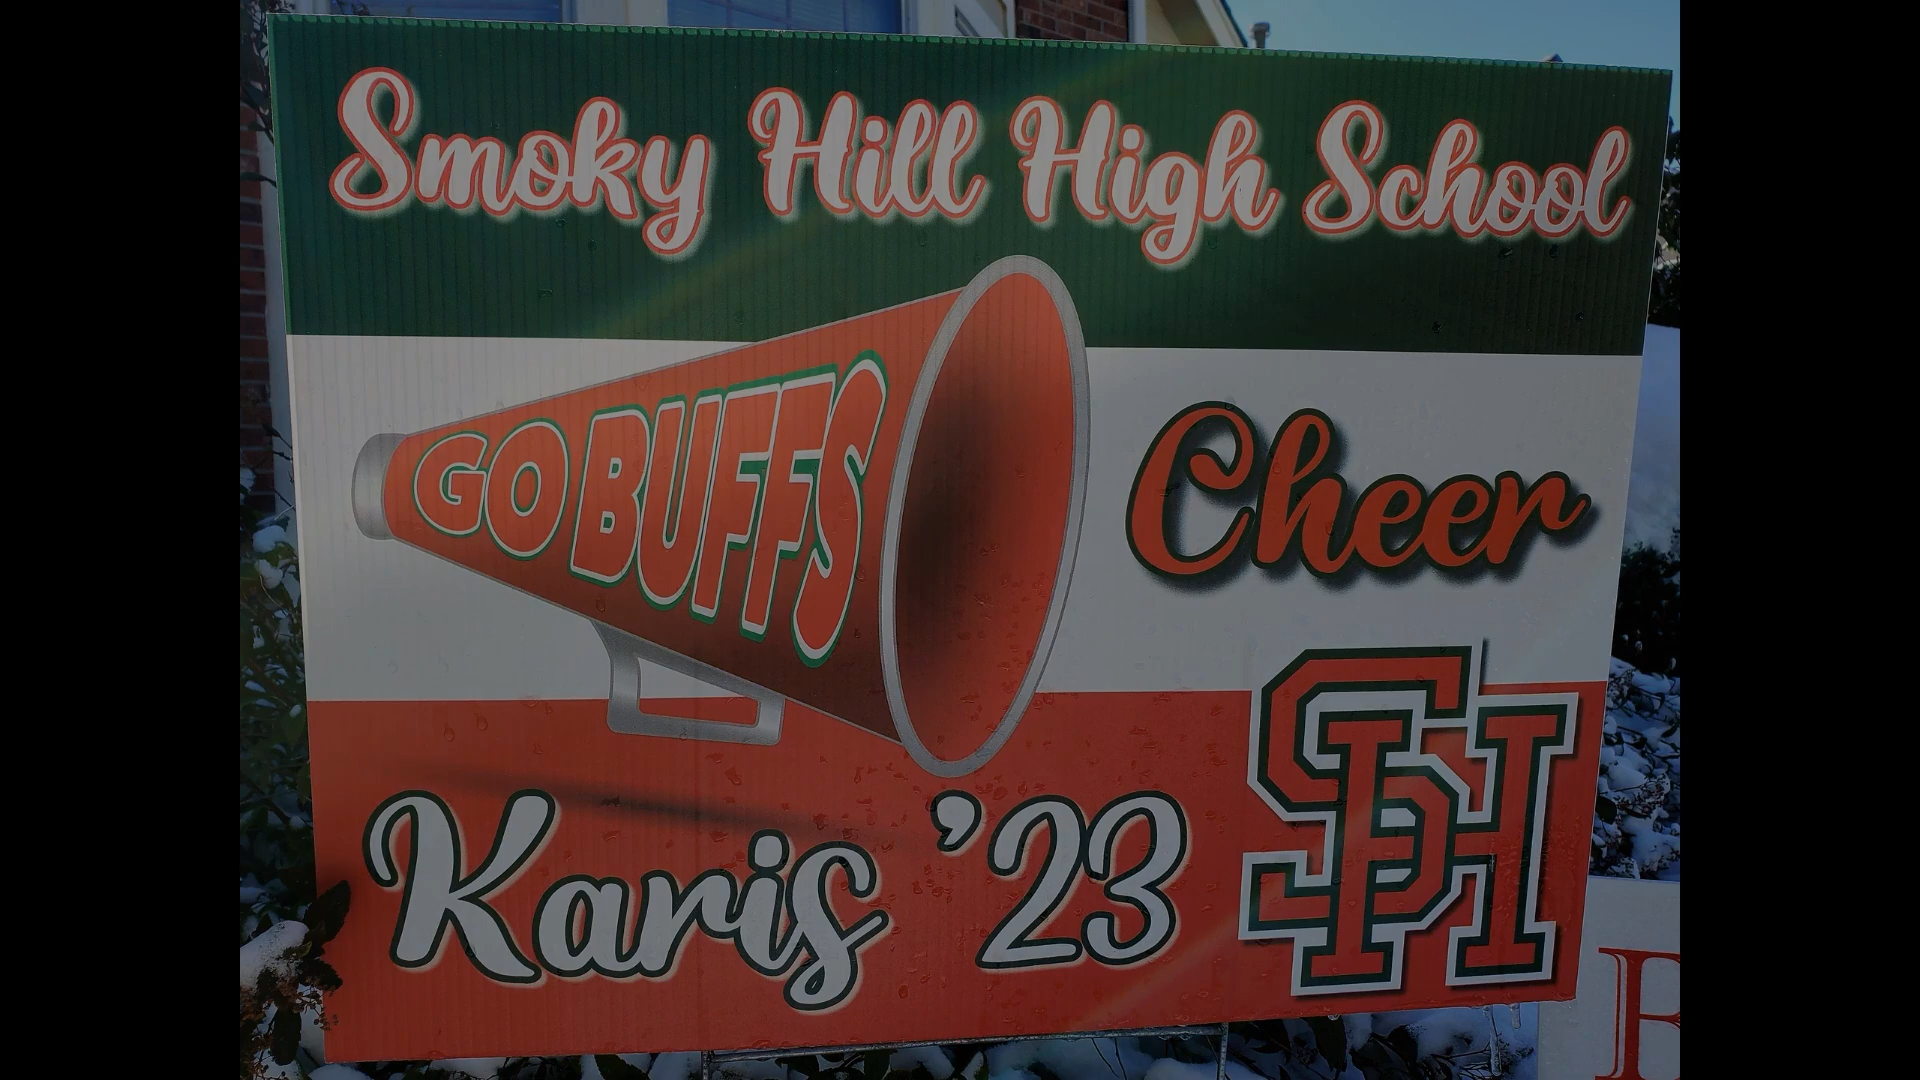 Smoky Hill High School
GO BUFFS
Cheer
SH
Karis '23